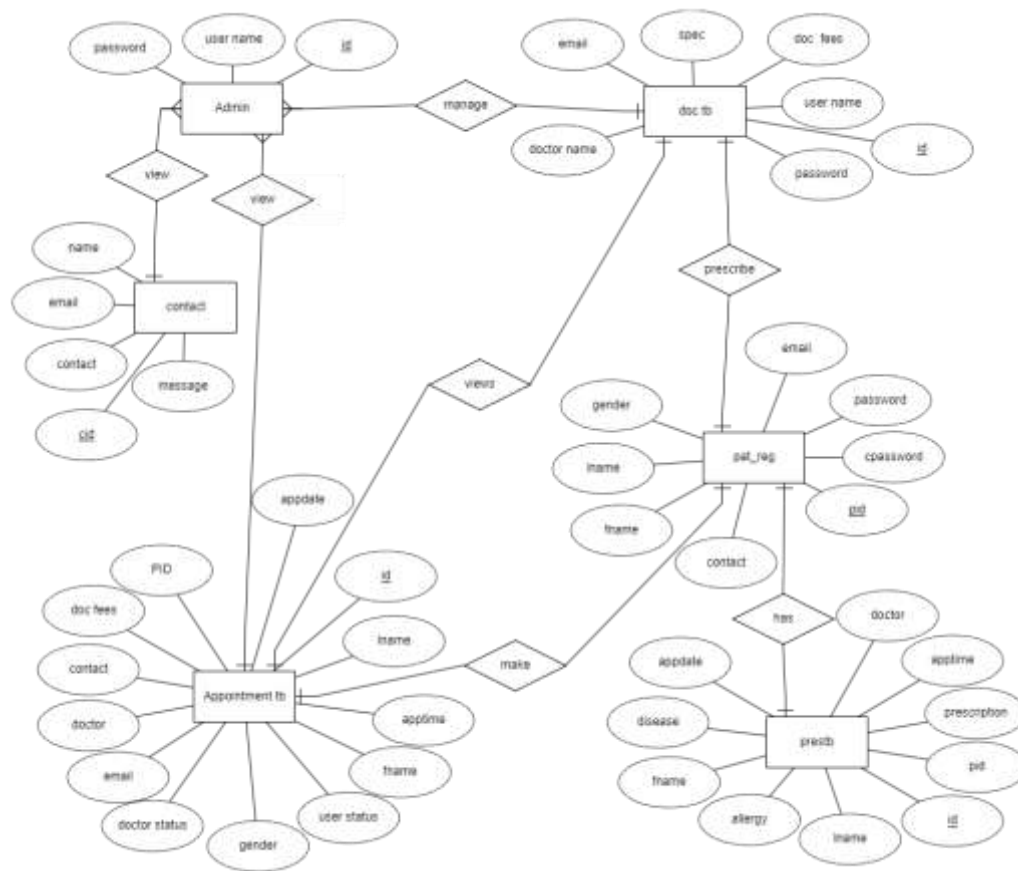 password
user name
id
Admin
manage
email
spec
doc fees
user name
id
password
doctor name
doc tb
view
view
name
email
contact
contact
cid
message
views
prescribe
email
gender
password
lname
pat_reg
cpassword
fname
pid
contact
appdate
PID
id
doc fees
lname
contact
Appointment tb
make
doctor
apptime
email
fname
doctor status
user status
gender
has
doctor
appdate
apptime
disease
prestb
prescription
fname
pid
allergy
lname
id